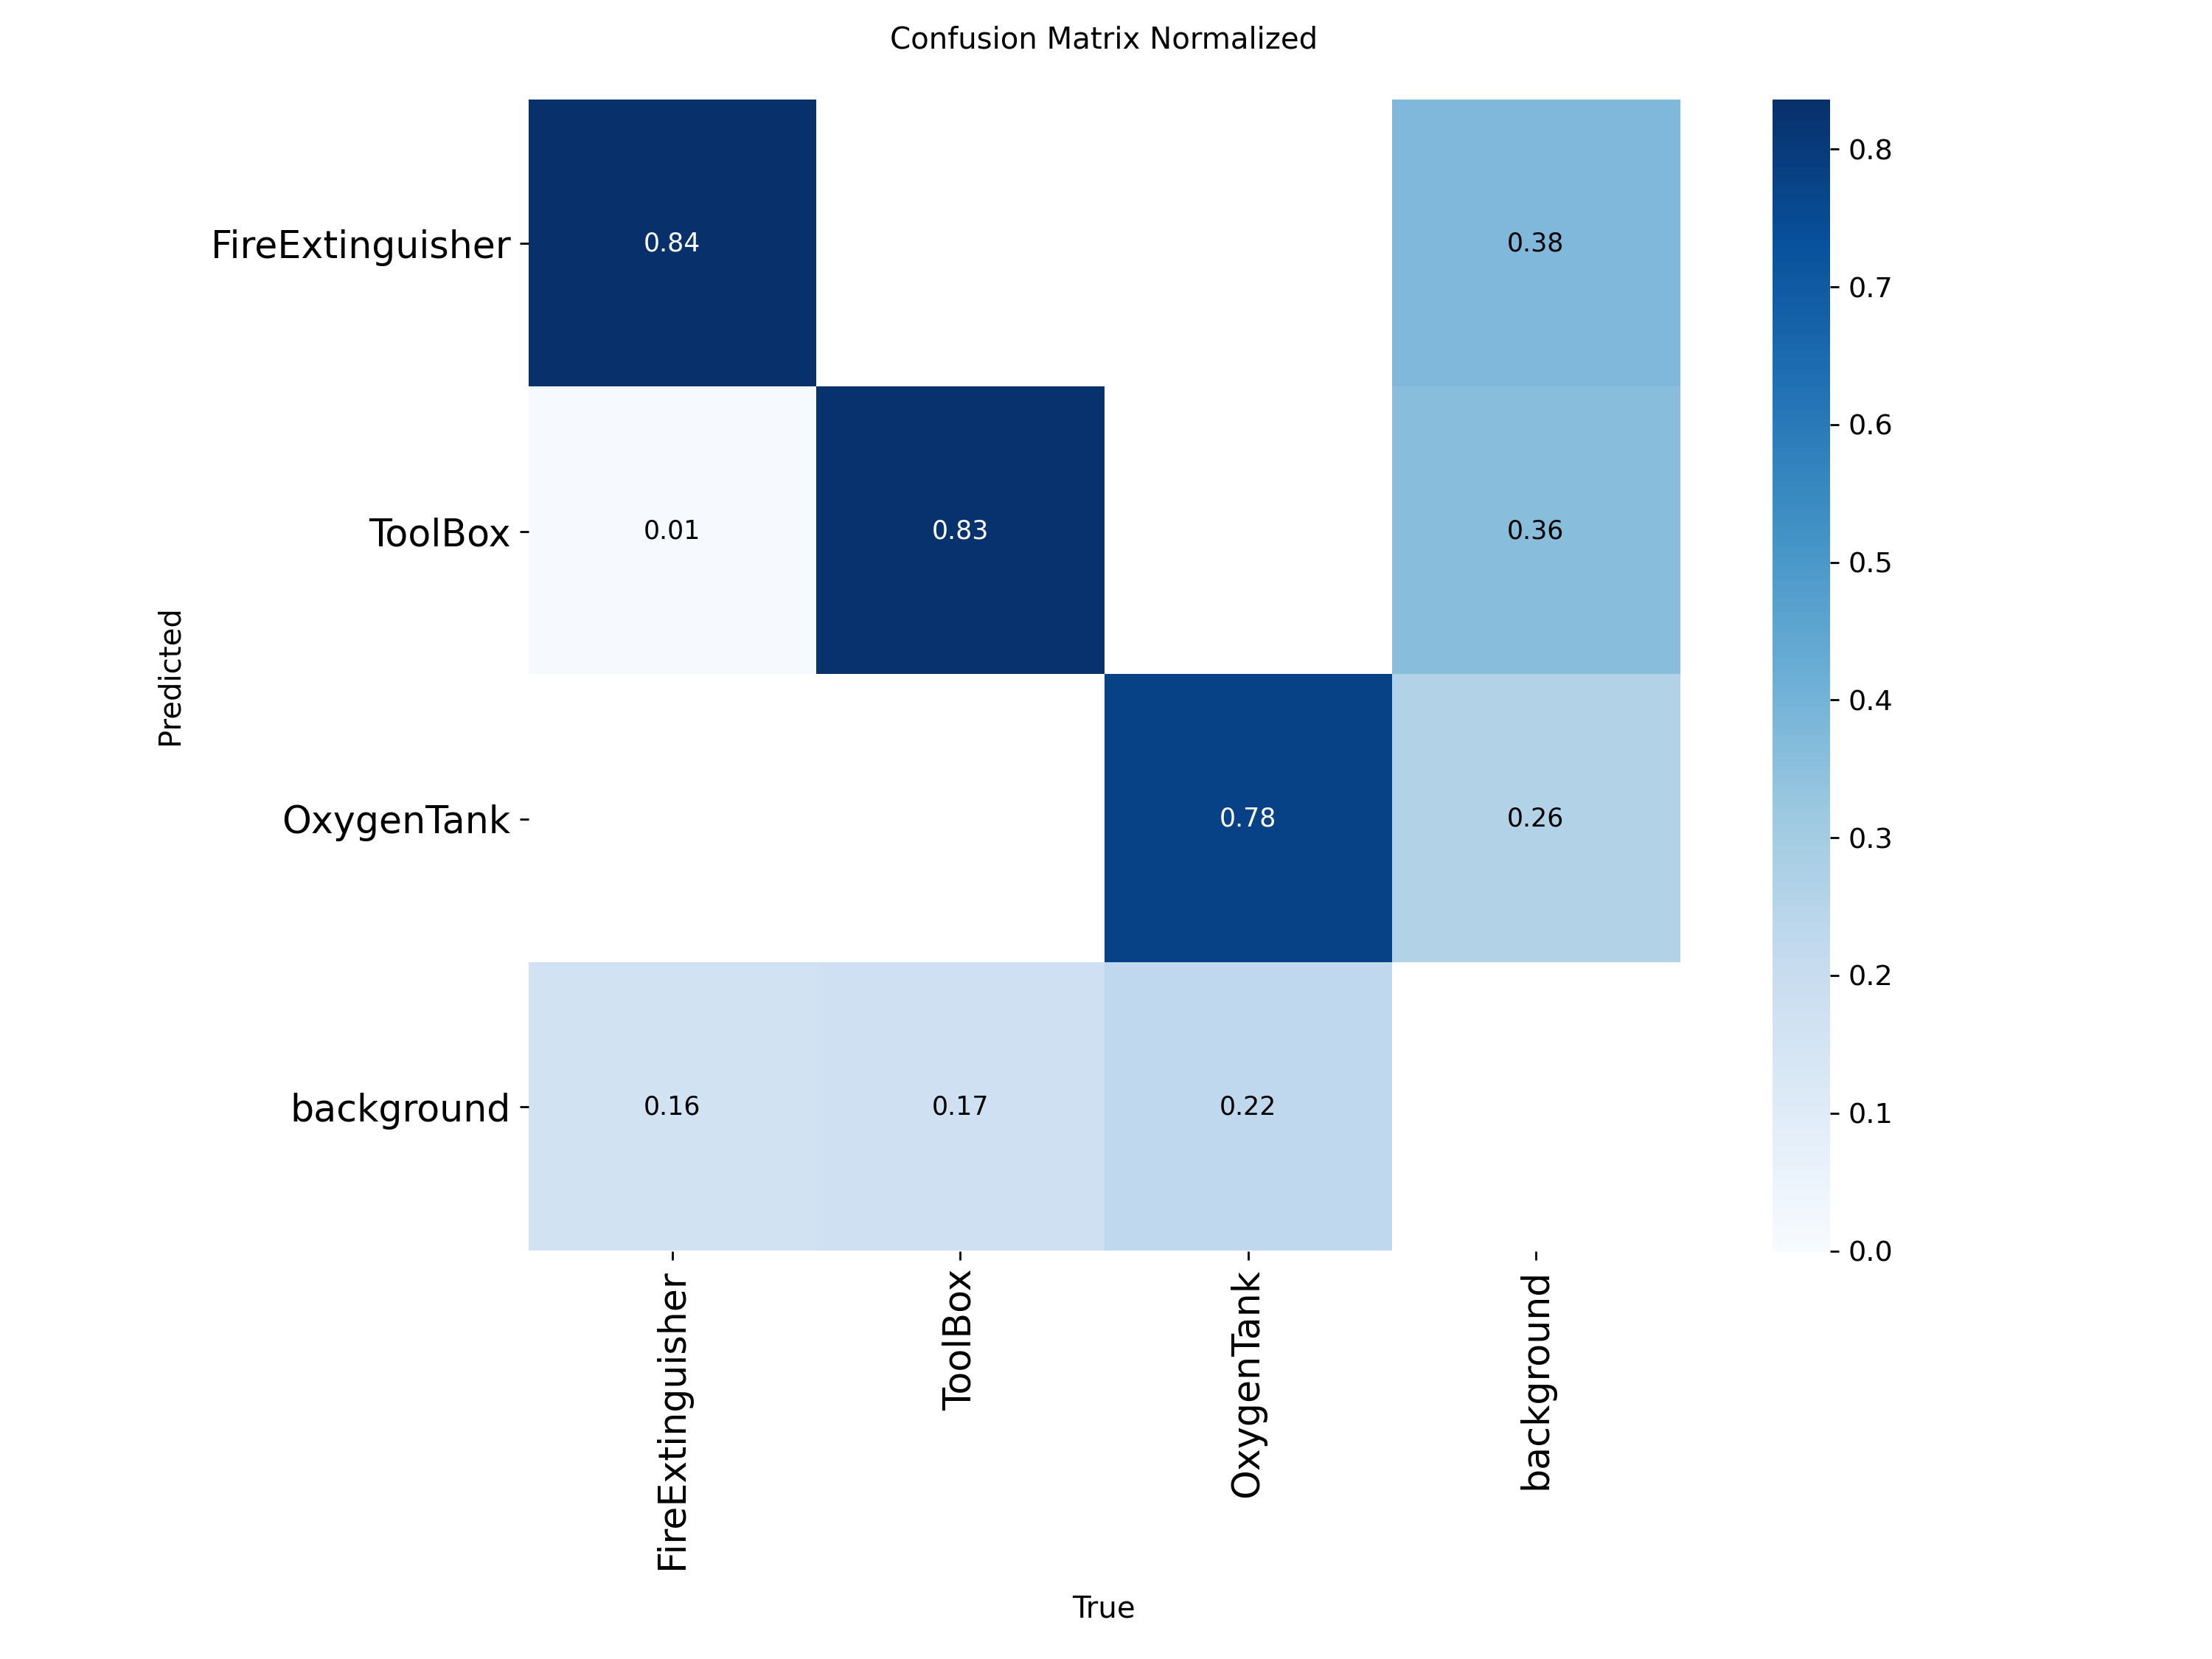 Confusion Matrix Normalized
FireExtinguisher
0.84
0.38
ToolBox
0.01
0.83
0.36
OxygenTank
0.78
0.26
background
0.16
0.17
0.22
Predicted
FireExtinguisher
ToolBox
OxygenTank
background
True
0.8
0.7
0.6
0.5
0.4
0.3
0.2
0.1
0.0